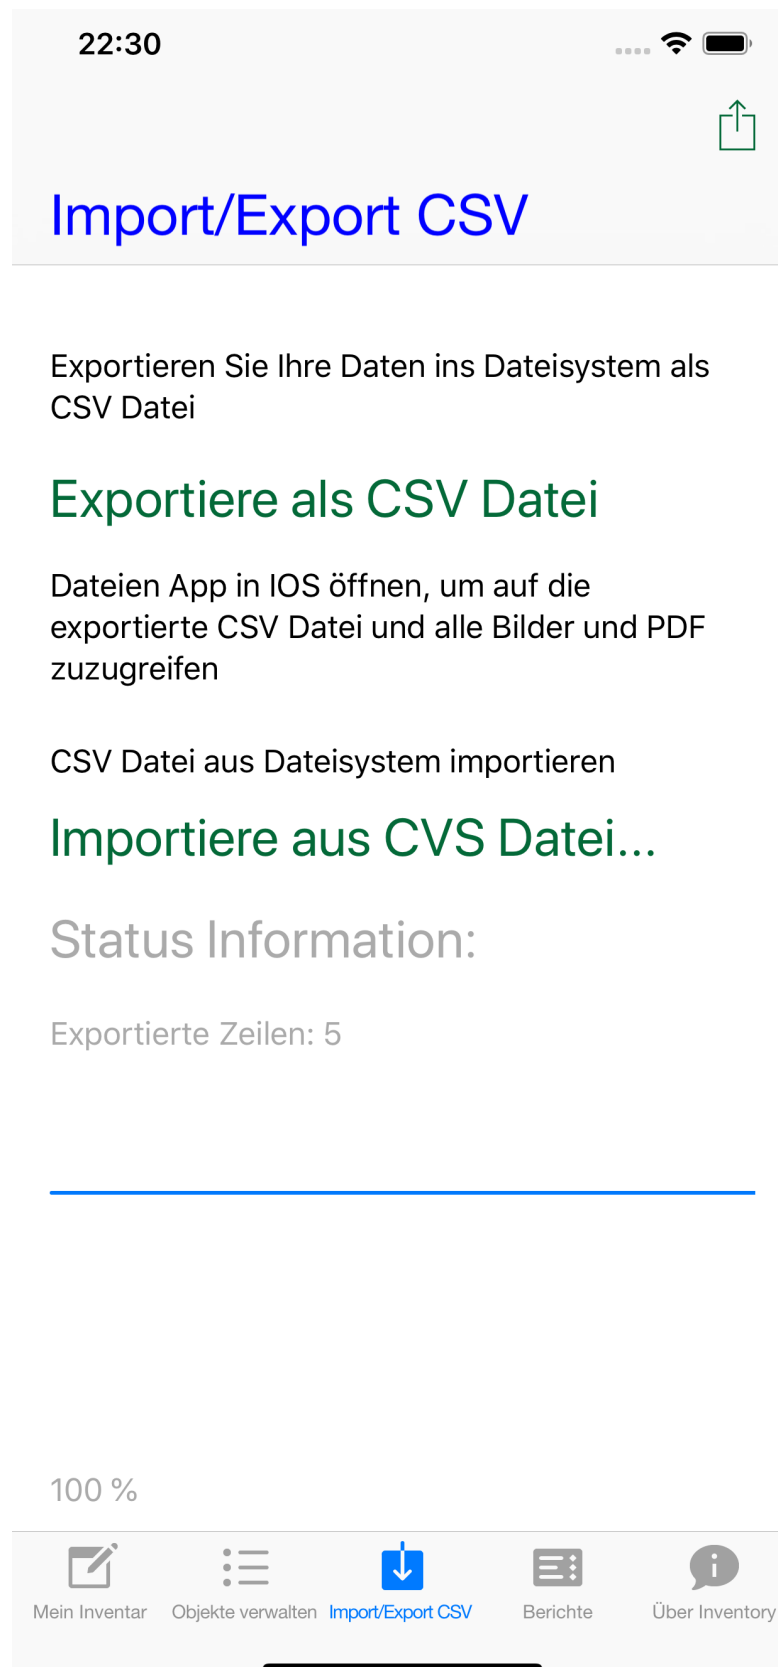 22:30
Import/Export CSV
Exportieren Sie Ihre Daten ins Dateisystem als
CSV Datei
Exportiere als CSV Datei
Dateien App in IOS öffnen, um auf die
exportierte CSV Datei und alle Bilder und PDF
zuzugreifen
CSV Datei aus Dateisystem importieren
Importiere aus CVS Datei...
Status Information:
Exportierte Zeilen: 5
100 %
Mein Inventar Objekte verwalten Import/Export CSV Berichte Über Inventory